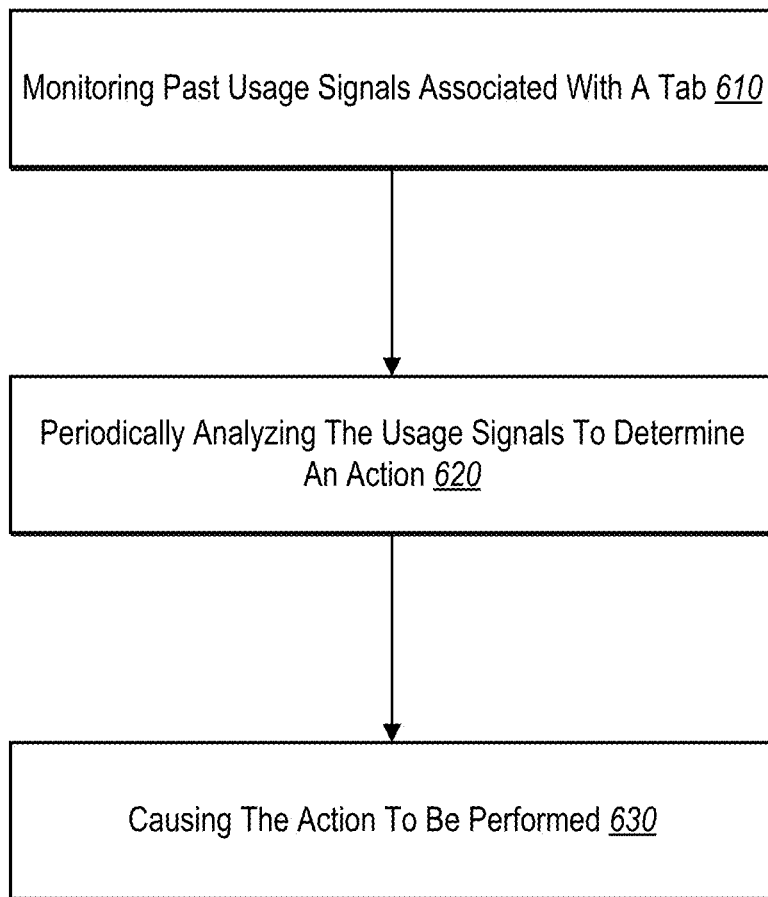 Monitoring Past Usage Signals Associated With A Tab 610
Periodically Analyzing The Usage Signals To Determine
An Action 620
Causing The Action To Be Performed 630